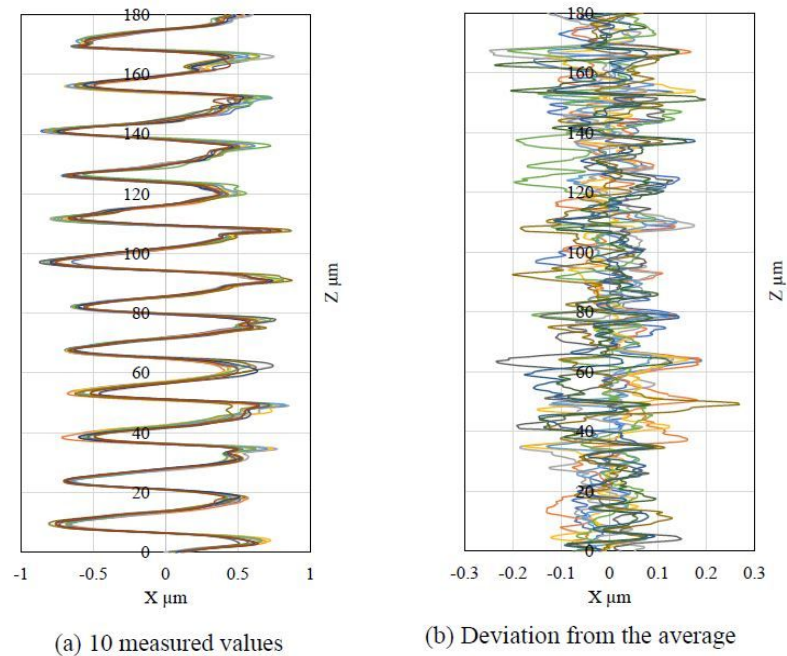 180
160
140
120
100
80
60
40
20
0
-1 -0.5 0 0.5 1
X μm
Z μm
(a) 10 measured values
180
160
140
120
100
80
60
40
20
0
-0.3 -0.2 -0.1 0 0.1 0.2 0.3
X μm
Z μm
(b) Deviation from the average